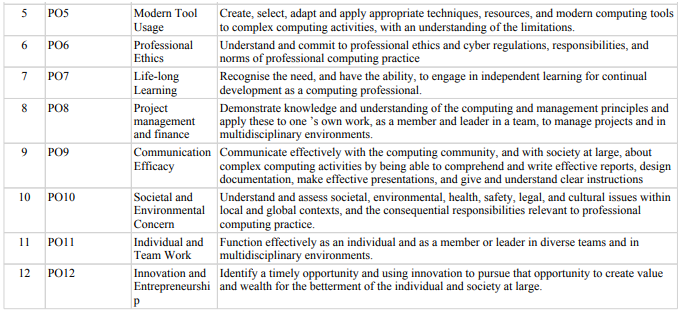 5 PO5 Modern Tool Create, select, adapt and apply appropriate techniques, resources, and modern computing tools
Usage to complex computing activities, with an understanding of the limitations.
6 PO6 Professional Understand and commit to professional ethics and cyber regulations, responsibilities, and
Ethics norms of professional computing practice
7 PO7 Life-long Recognise the need, and have the ability, to engage in independent learning for continual
Learning development as a computing professional.
8 PO8 Project Demonstrate knowledge and understanding of the computing and management principles and
management apply these to one ’s own work, as a member and leader in a team, to manage projects and in
and finance multidisciplinary environments.
9 PO9 Communication Communicate effectively with the computing community, and with society at large, about
Efficacy complex computing activities by being able to comprehend and write effective reports, design
documentation, make effective presentations, and give and understand clear instructions
10 PO10 Societal and Understand and assess societal, environmental, health, safety, legal, and cultural issues within
Environmental local and global contexts, and the consequential responsibilities relevant to professional
Concern computing practice.
11 PO11 Individual and Function effectively as an individual and as a member or leader in diverse teams and in
Team Work multidisciplinary environments.
12 PO12 Innovation and Identify a timely opportunity and using innovation to pursue that opportunity to create value
Entrepreneurshi and wealth for the betterment of the individual and society at large.
p